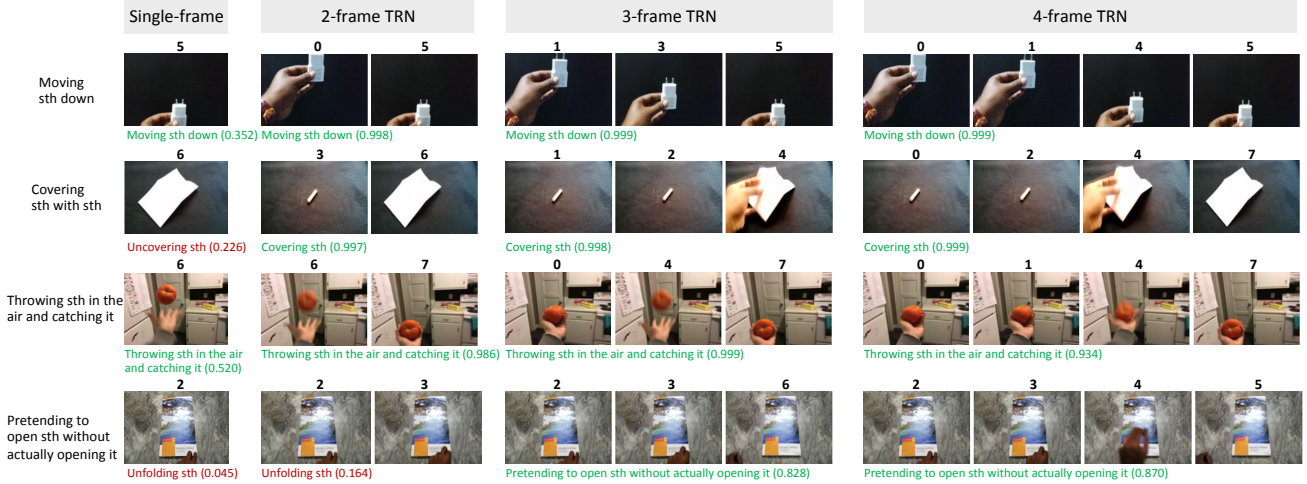 Single-frame 2-frame TRN 3-frame TRN 4-frame TRN
5 0 5 1 3 5 0 1 4 5
Moving
sth down
Moving sth down (0.352) Moving sth down (0.998) Moving sth down (0.999) Moving sth down (0.999)
6 3 6 1 2 4 0 2 4 7
Covering
sth with sth
Uncovering sth (0.226) Covering sth (0.997) Covering sth (0.998) Covering sth (0.999)
6 6 7 0 4 7 0 1 4 7
Throwing sth in the
air and catching it
Throwing sth in the air
and catching it (0.520)
Throwing sth in the air and catching it (0.986) Throwing sth in the air and catching it (0.999) Throwing sth in the air and catching it (0.934)
2 2 3 2 3 6 2 3 4 5
Pretending to
open sth without
actually opening it
Unfolding sth (0.045) Unfolding sth (0.164) Pretending to open sth without actually opening it (0.828) Pretending to open sth without actually opening it (0.870)